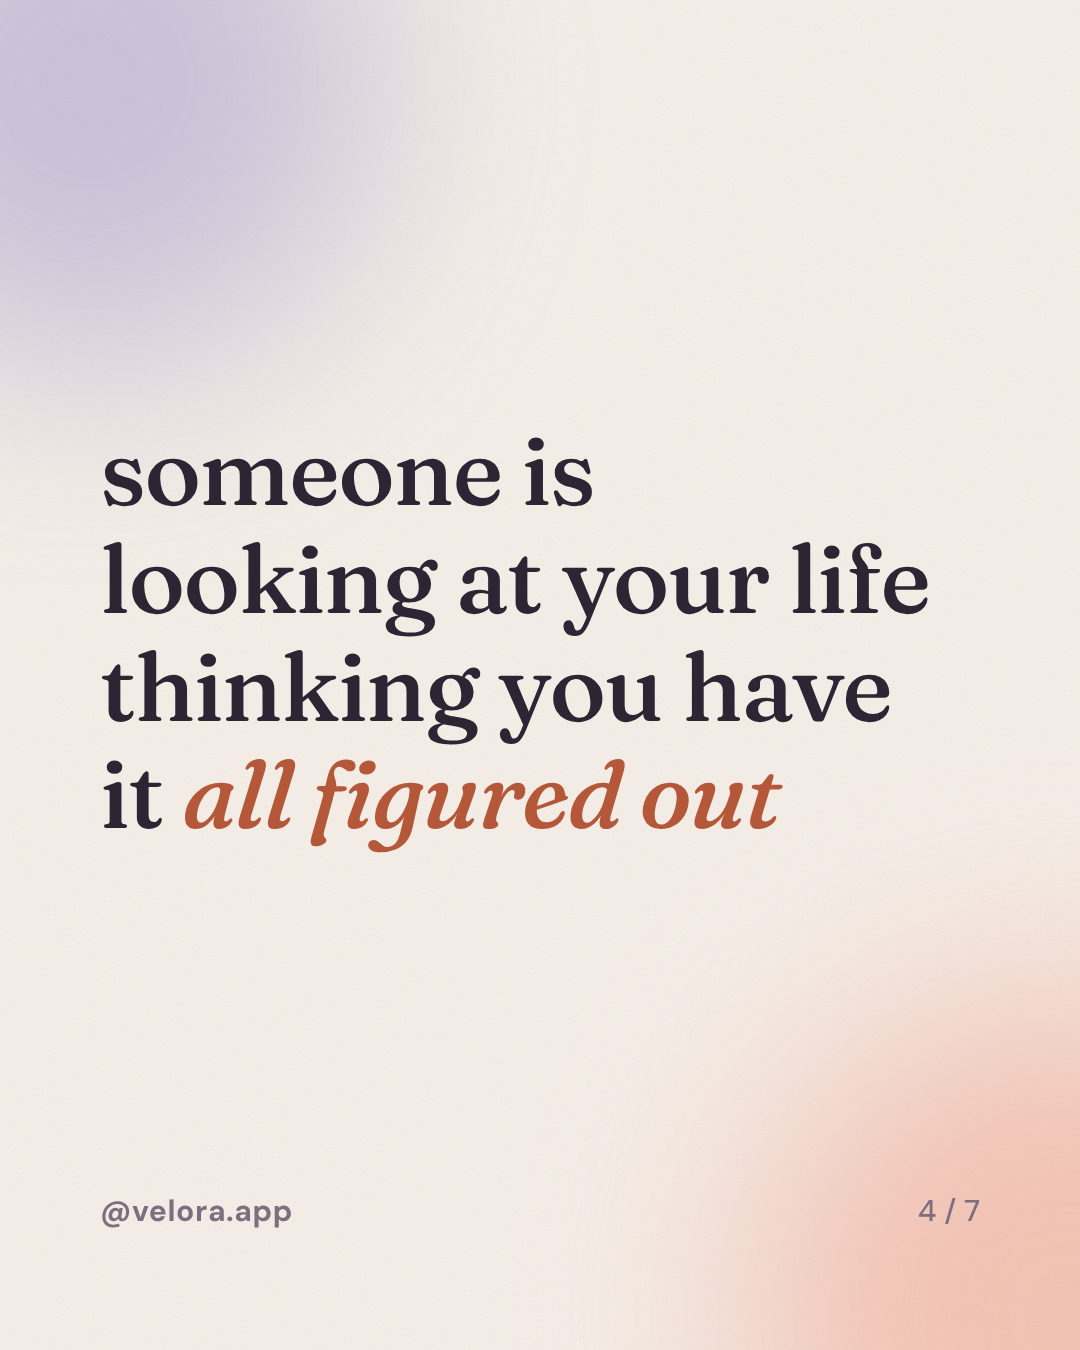 someone is
looking at your life
thinking you have
it all figured out
@velora.app
4 / 7